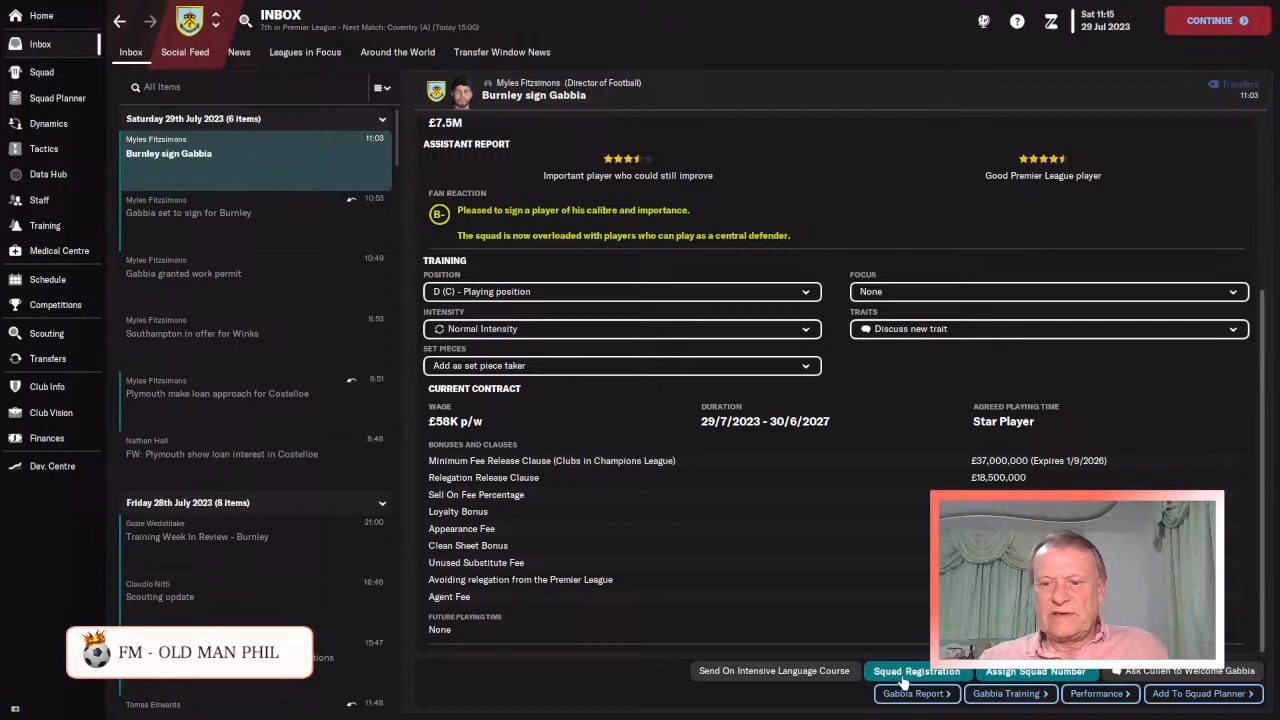 INBOX
7th in Premier League - Next Match: Coventry (A) (Today 15:00)
Sat 11:15
29 Jul 2023
CONTINUE
Home
Inbox
Squad
Squad Planner
Dynamics
Tactics
Data Hub
Staff
Training
Medical Centre
Schedule
Competitions
Scouting
Transfers
Club Info
Club Vision
Finances
Dev. Centre
Inbox
Social Feed
News
Leagues in Focus
Around the World
Transfer Window News
All Items
Saturday 29th July 2023 (6 items)
Myles Fitzsimons 11:03
Burnley sign Gabbia
Myles Fitzsimons 10:53
Gabbia set to sign for Burnley
Myles Fitzsimons 10:49
Gabbia granted work permit
Myles Fitzsimons 8:53
Southampton in offer for Winks
Myles Fitzsimons 8:51
Plymouth make loan approach for Costelloe
Nathan Hall 8:48
FW: Plymouth show loan interest in Costelloe
Friday 28th July 2023 (8 items)
Gozie Wedatilake 21:00
Training Week In Review - Burnley
Claudio Nitti 16:46
Scouting update
15:47
Tomas Edwards 11:48
FM - OLD MAN PHIL
Myles Fitzsimons (Director of Football)
Burnley sign Gabbia
Transfers
11:03
£7.5M
ASSISTANT REPORT
Important player who could still improve
Good Premier League player
FAN REACTION
B-
Pleased to sign a player of his calibre and importance.
The squad is now overloaded with players who can play as a central defender.
TRAINING
POSITION
D (C) - Playing position
FOCUS
None
INTENSITY
Normal Intensity
TRAITS
Discuss new trait
SET PIECES
Add as set piece taker
CURRENT CONTRACT
WAGE
£58K p/w
DURATION
29/7/2023 - 30/6/2027
AGREED PLAYING TIME
Star Player
BONUSES AND CLAUSES
Minimum Fee Release Clause (Clubs in Champions League) £37,000,000 (Expires 1/9/2026)
Relegation Release Clause £18,500,000
Sell On Fee Percentage
Loyalty Bonus
Appearance Fee
Clean Sheet Bonus
Unused Substitute Fee
Avoiding relegation from the Premier League
Agent Fee
FUTURE PLAYING TIME
None
Send On Intensive Language Course
Squad Registration
Assign Squad Number
Ask Cullen to Welcome Gabbia
Gabbia Report
Gabbia Training
Performance
Add To Squad Planner